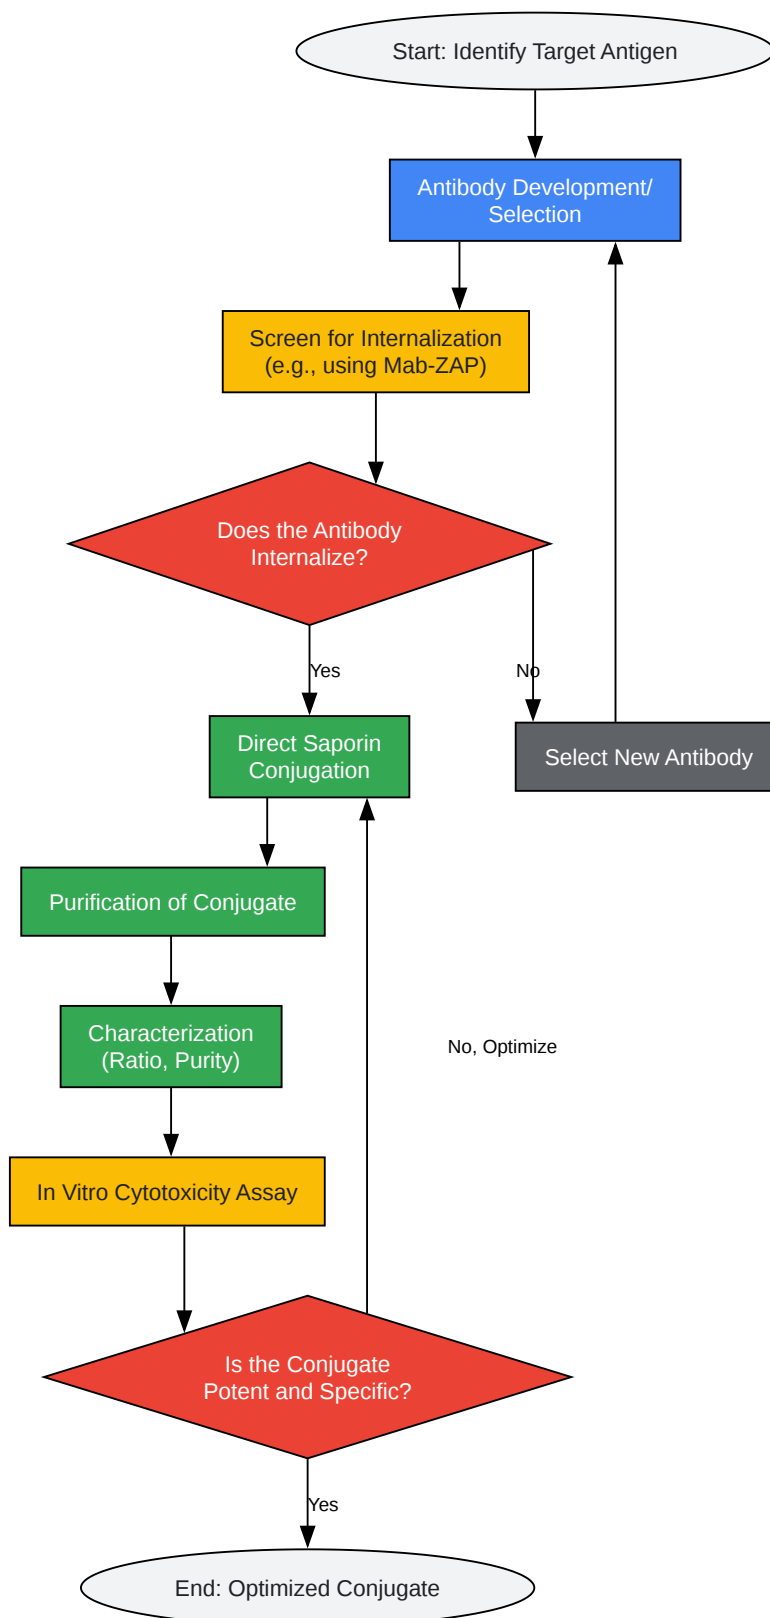 Start: Identify Target Antigen
Antibody Development/
Selection
Screen for Internalization
(e.g., using Mab-ZAP)
Does the Antibody
Internalize?
Yes
No
Direct Saporin
Conjugation
Select New Antibody
Purification of Conjugate
Characterization
(Ratio, Purity)
No, Optimize
In Vitro Cytotoxicity Assay
Is the Conjugate
Potent and Specific?
Yes
End: Optimized Conjugate